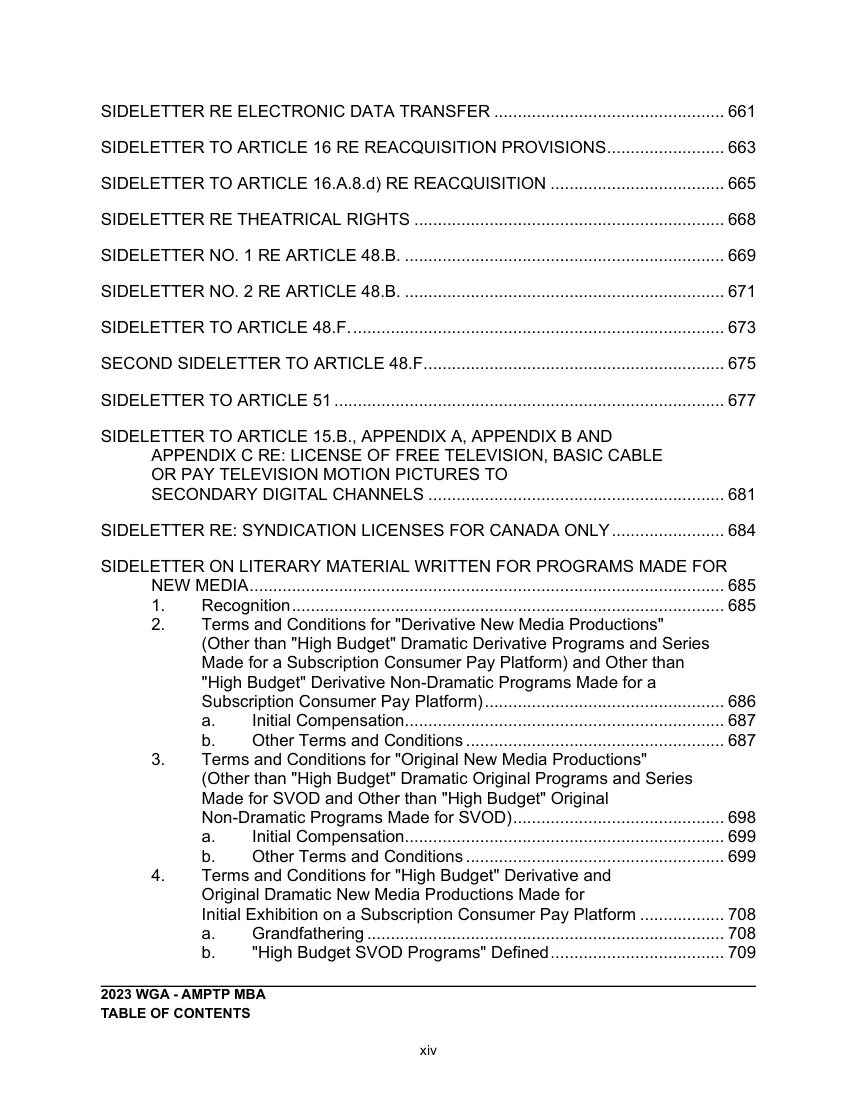 SIDELETTER RE ELECTRONIC DATA TRANSFER ................................................. 661
SIDELETTER TO ARTICLE 16 RE REACQUISITION PROVISIONS......................... 663
SIDELETTER TO ARTICLE 16.A.8.d) RE REACQUISITION ..................................... 665
SIDELETTER RE THEATRICAL RIGHTS .................................................................. 668
SIDELETTER NO. 1 RE ARTICLE 48.B. .................................................................... 669
SIDELETTER NO. 2 RE ARTICLE 48.B. .................................................................... 671
SIDELETTER TO ARTICLE 48.F. ............................................................................... 673
SECOND SIDELETTER TO ARTICLE 48.F................................................................ 675
SIDELETTER TO ARTICLE 51 ................................................................................... 677
SIDELETTER TO ARTICLE 15.B., APPENDIX A, APPENDIX B AND
APPENDIX C RE: LICENSE OF FREE TELEVISION, BASIC CABLE
OR PAY TELEVISION MOTION PICTURES TO
SECONDARY DIGITAL CHANNELS ............................................................... 681
SIDELETTER RE: SYNDICATION LICENSES FOR CANADA ONLY ........................ 684
SIDELETTER ON LITERARY MATERIAL WRITTEN FOR PROGRAMS MADE FOR
NEW MEDIA..................................................................................................... 685
1. Recognition............................................................................................ 685
2. Terms and Conditions for "Derivative New Media Productions"
(Other than "High Budget" Dramatic Derivative Programs and Series
Made for a Subscription Consumer Pay Platform) and Other than
"High Budget" Derivative Non-Dramatic Programs Made for a
Subscription Consumer Pay Platform)................................................... 686
a. Initial Compensation.................................................................... 687
b. Other Terms and Conditions ....................................................... 687
3. Terms and Conditions for "Original New Media Productions"
(Other than "High Budget" Dramatic Original Programs and Series
Made for SVOD and Other than "High Budget" Original
Non-Dramatic Programs Made for SVOD)............................................. 698
a. Initial Compensation.................................................................... 699
b. Other Terms and Conditions ....................................................... 699
4. Terms and Conditions for "High Budget" Derivative and
Original Dramatic New Media Productions Made for
Initial Exhibition on a Subscription Consumer Pay Platform .................. 708
a. Grandfathering ............................................................................ 708
b. "High Budget SVOD Programs" Defined..................................... 709
2023 WGA - AMPTP MBA
TABLE OF CONTENTS
xiv